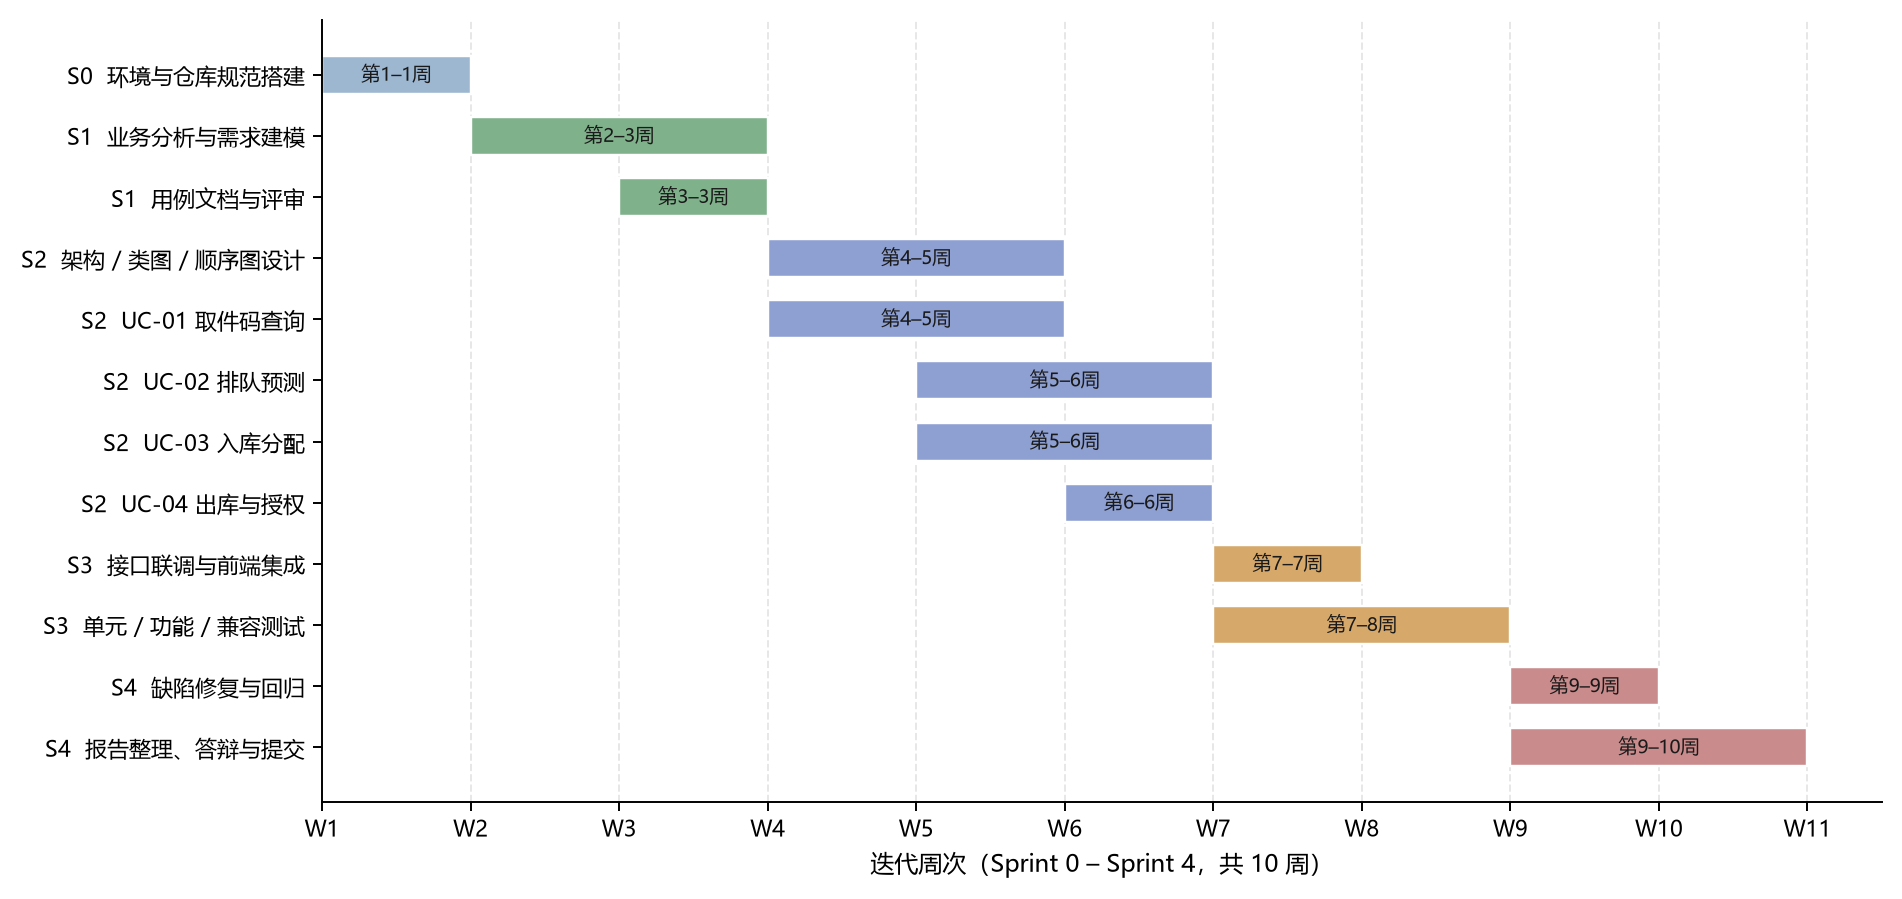 S0 环境与仓库规范搭建 第1–1周
S1 业务分析与需求建模 第2–3周
S1 用例文档与评审 第3–3周
S2 架构 / 类图 / 顺序图设计 第4–5周
S2 UC-01 取件码查询 第4–5周
S2 UC-02 排队预测 第5–6周
S2 UC-03 入库分配 第5–6周
S2 UC-04 出库与授权 第6–6周
S3 接口联调与前端集成 第7–7周
S3 单元 / 功能 / 兼容测试 第7–8周
S4 缺陷修复与回归 第9–9周
S4 报告整理、答辩与提交 第9–10周
W1 W2 W3 W4 W5 W6 W7 W8 W9 W10 W11
迭代周次（Sprint 0 – Sprint 4，共 10 周）